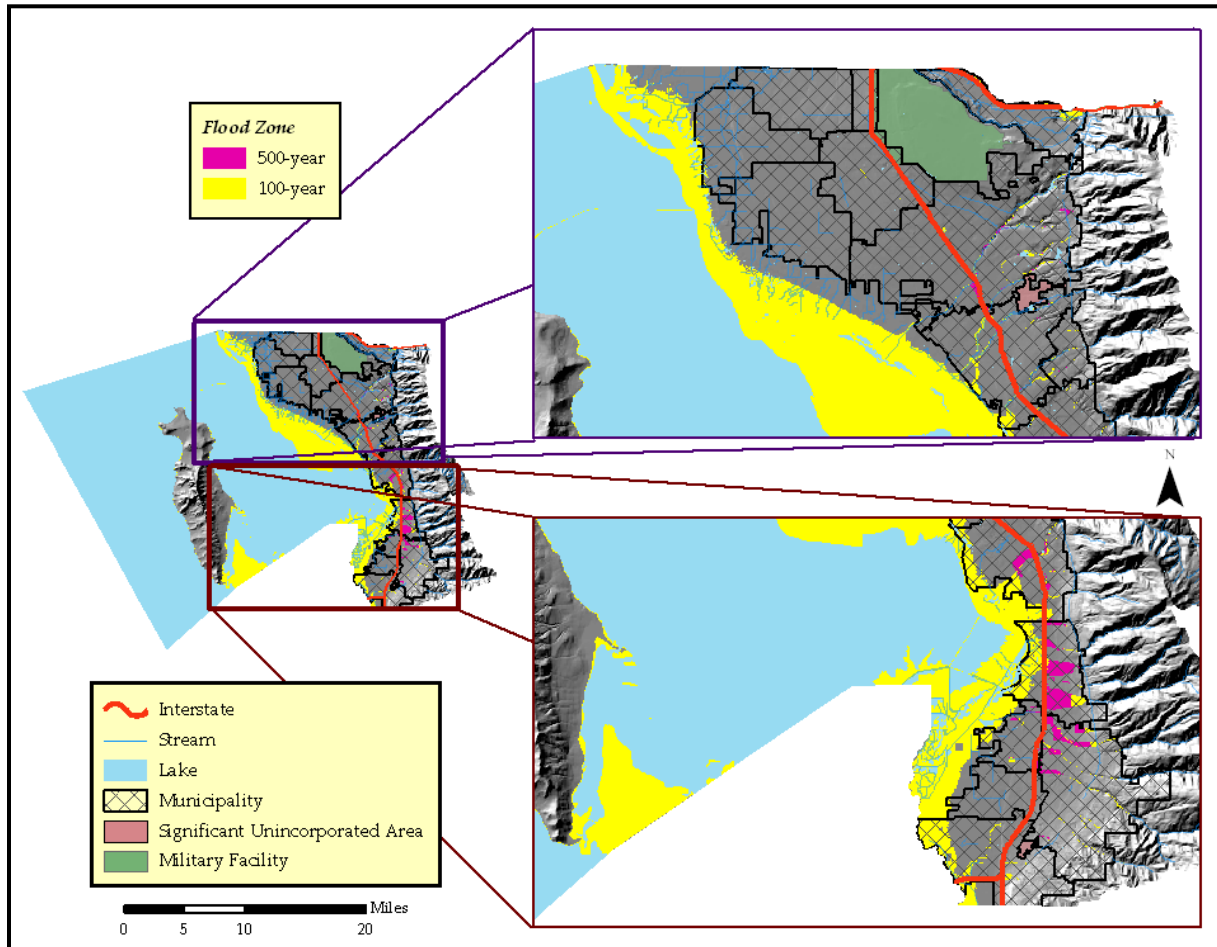 Flood Zone
500-year
100-year
N
Interstate
Stream
Lake
Municipality
Significant Unincorporated Area
Military Facility
Miles
0 5 10 20